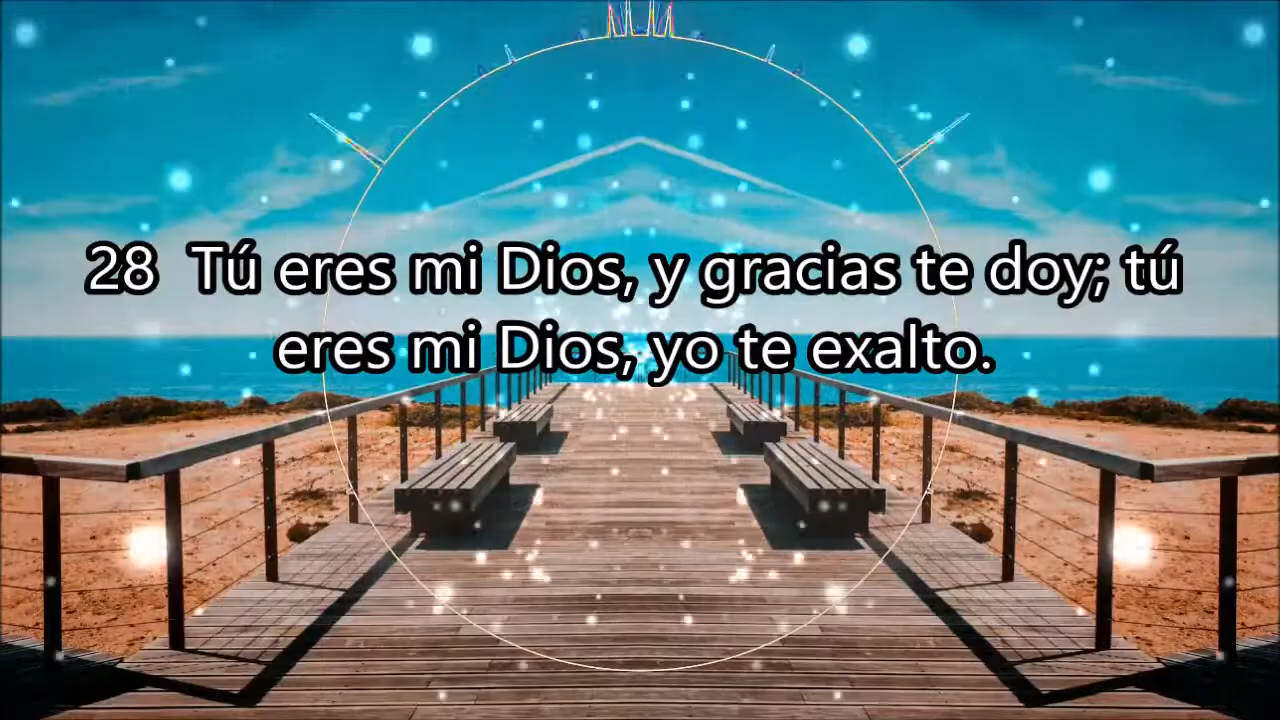 28  Tú eres mi Dios, y gracias te doy; tú
eres mi Dios, yo te exalto.